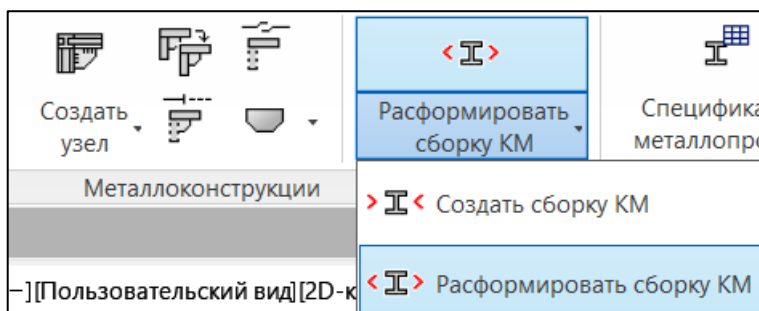 Создать
узел
Расформировать
сборку КМ
Специфика
металлопро
Металлоконструкции
Создать сборку КМ
Расформировать сборку КМ
−][Пользовательский вид][2D-к